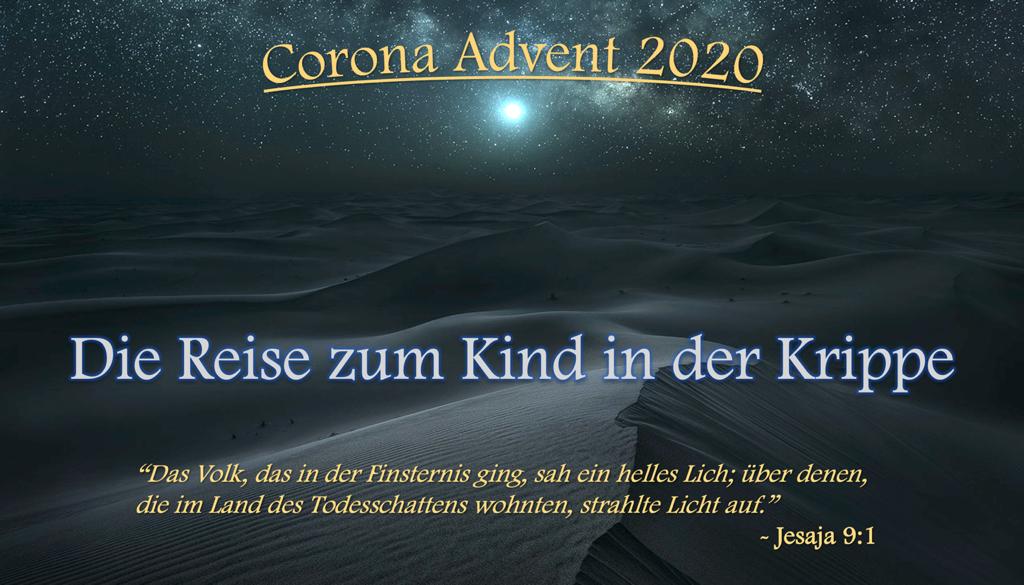 Corona Advent 2020
Die Reise zum Kind in der Krippe
“Das Volk, das in der Finsternis ging, sah ein helles Lich; über denen,
die im Land des Todesschattens wohnten, strahlte Licht auf.”
~ Jesaja 9:1